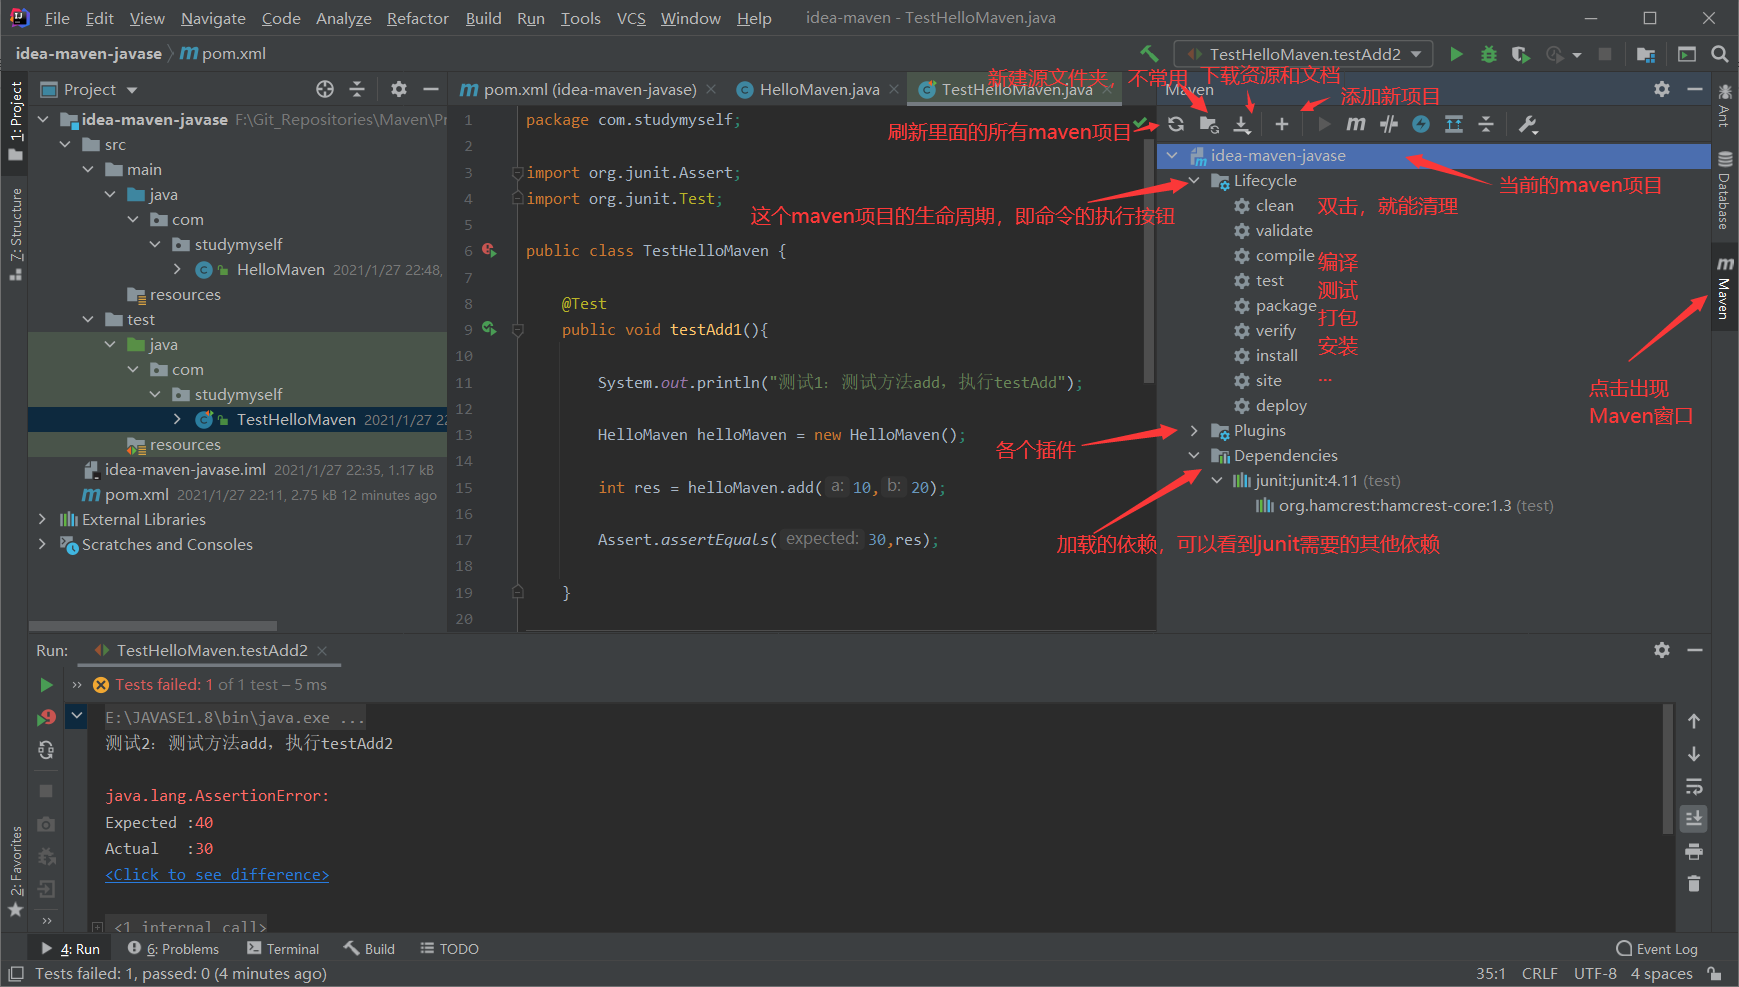 File Edit View Navigate Code Analyze Refactor Build Run Tools VCS Window Help idea-maven - TestHelloMaven.java
idea-maven-javase pom.xml
TestHelloMaven.testAdd2
1: Project
Z: Structure
2: Favorites
Project
idea-maven-javase F:\Git_Repositories\Maven\Pr
src
main
java
com
studymyself
HelloMaven 2021/1/27 22:48,
resources
test
java
com
studymyself
TestHelloMaven 2021/1/27 22
resources
idea-maven-javase.iml 2021/1/27 22:35, 1.17 kB
pom.xml 2021/1/27 22:11, 2.75 kB 12 minutes ago
External Libraries
Scratches and Consoles
pom.xml (idea-maven-javase) HelloMaven.java TestHelloMaven.java
1 package com.studymyself;
2
3 import org.junit.Assert;
4 import org.junit.Test;
5
6 public class TestHelloMaven {
7
8 @Test
9 public void testAdd1(){
10
11 System.out.println("测试1：测试方法add，执行testAdd");
12
13 HelloMaven helloMaven = new HelloMaven();
14
15 int res = helloMaven.add( a: 10, b: 20);
16
17 Assert.assertEquals( expected: 30,res);
18
19 }
20
新建源文件夹，不常用
下载资源和文档
添加新项目
刷新里面的所有maven项目
这个maven项目的生命周期，即命令的执行按钮
各个插件
加载的依赖，可以看到junit需要的其他依赖
Maven
idea-maven-javase
当前的maven项目
Lifecycle
clean 双击，就能清理
validate
compile 编译
test 测试
package 打包
verify
install 安装
site ...
deploy
Plugins
Dependencies
junit:junit:4.11 (test)
org.hamcrest:hamcrest-core:1.3 (test)
点击出现
Maven窗口
Ant
Database
Maven
Run: TestHelloMaven.testAdd2
Tests failed: 1 of 1 test – 5 ms
E:\JAVASE1.8\bin\java.exe ...
测试2：测试方法add，执行testAdd2
java.lang.AssertionError:
Expected :40
Actual :30
<Click to see difference>
<1 internal call>
4: Run 6: Problems Terminal Build TODO Event Log
Tests failed: 1, passed: 0 (4 minutes ago) 35:1 CRLF UTF-8 4 spaces